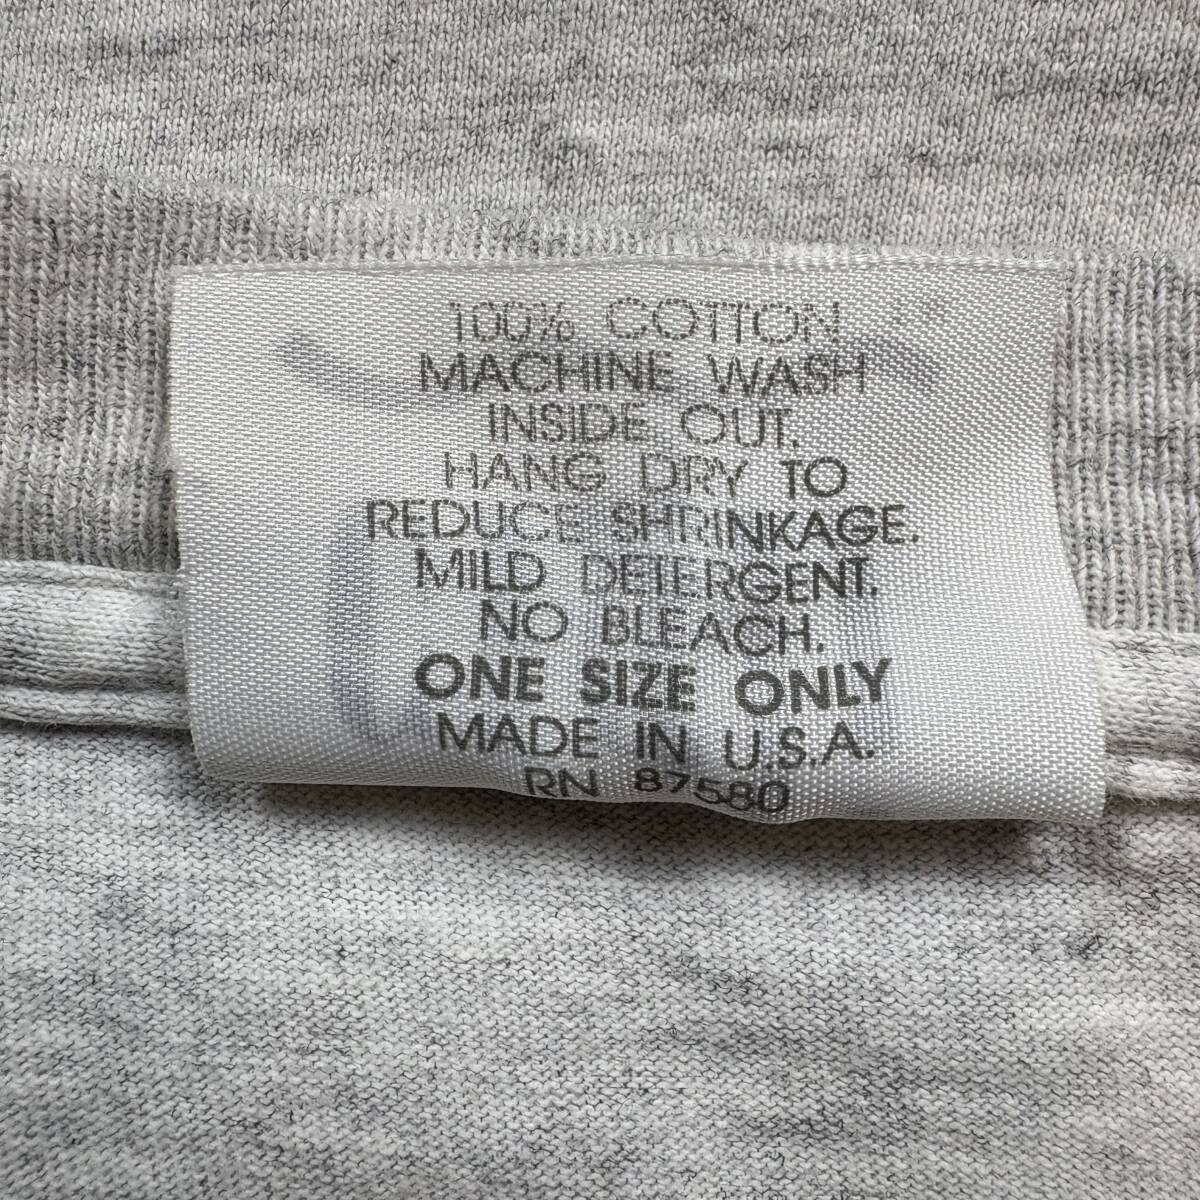 100% COTTON
MACHINE WASH
INSIDE OUT.
HANG DRY TO
REDUCE SHRINKAGE.
MILD DETERGENT.
NO BLEACH.
ONE SIZE ONLY
MADE IN U.S.A.
RN 87580